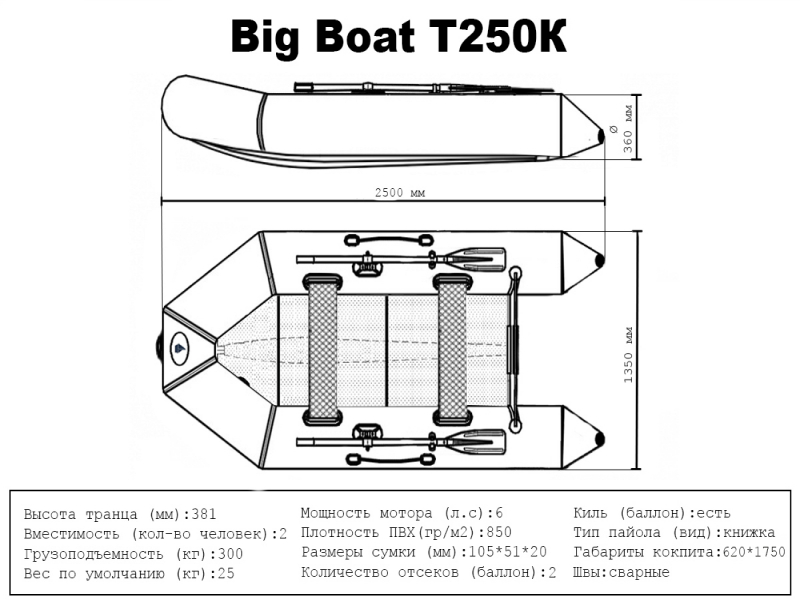 Big Boat T250K
Ø 360 мм
2500 мм
1350 мм
Высота транца (мм):381
Вместимость (кол-во человек):2
Грузоподъемность (кг):300
Вес по умолчанию (кг):25
Мощность мотора (л.с):6
Плотность ПВХ(гр/м2):850
Размеры сумки (мм):105*51*20
Количество отсеков (баллон):2
Киль (баллон):есть
Тип пайола (вид):книжка
Габариты кокпита:620*1750
Швы:сварные